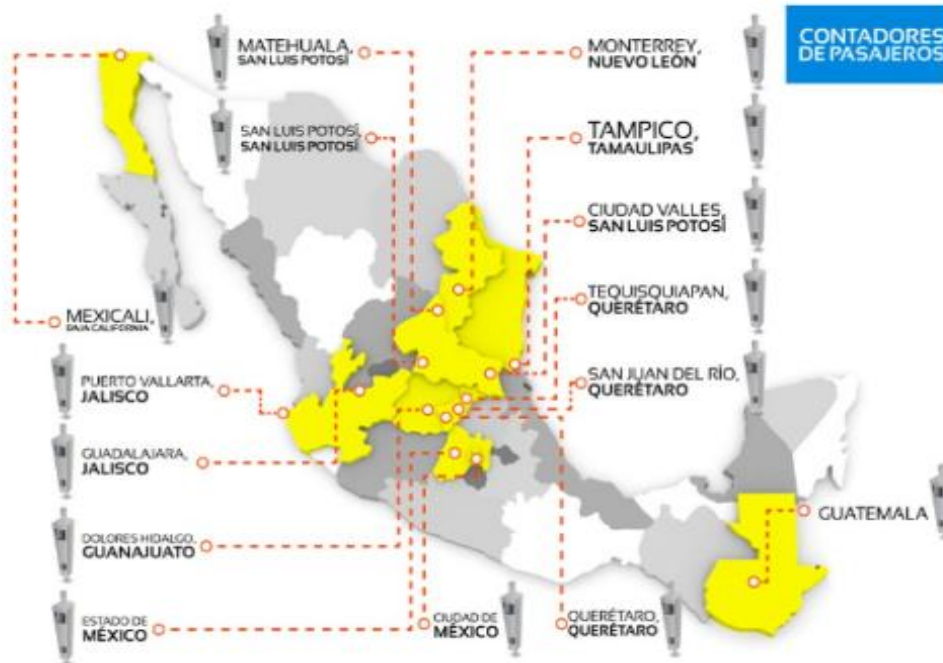 CONTADORES
DE PASAJEROS
MATEHUALA,
SAN LUIS POTOSÍ
SAN LUIS POTOSÍ,
SAN LUIS POTOSÍ
MONTERREY,
NUEVO LEÓN
TAMPICO,
TAMAULIPAS
CIUDAD VALLES,
SAN LUIS POTOSÍ
TEQUISQUIAPAN,
QUERÉTARO
SAN JUAN DEL RÍO,
QUERÉTARO
MEXICALI,
BAJA CALIFORNIA
PUERTO VALLARTA,
JALISCO
GUADALAJARA,
JALISCO
DOLORES HIDALGO,
GUANAJUATO
ESTADO DE
MÉXICO
CIUDAD DE
MÉXICO
QUERÉTARO,
QUERÉTARO
GUATEMALA